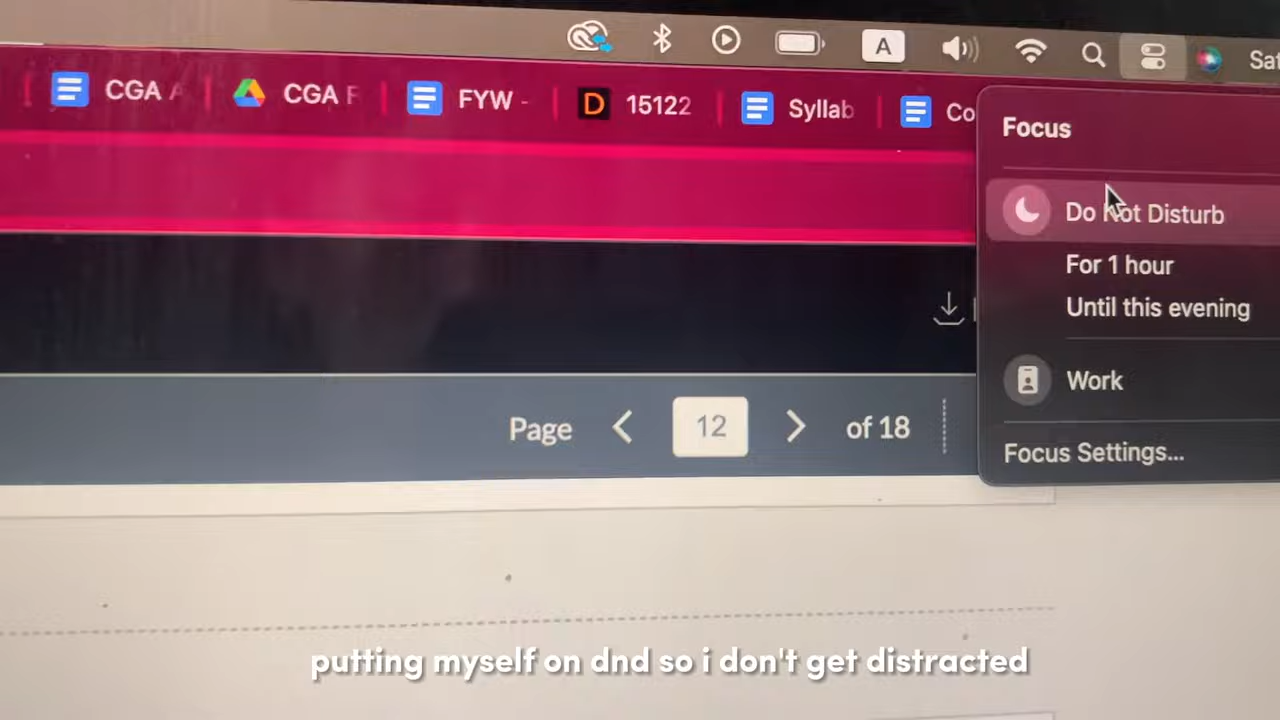 A
Sat
CGA A
CGA F
FYW -
D
15122
Syllab
Co
Focus
Do Not Disturb
For 1 hour
Until this evening
Work
Focus Settings...
Page
12
of 18
putting myself on dnd so i don't get distracted